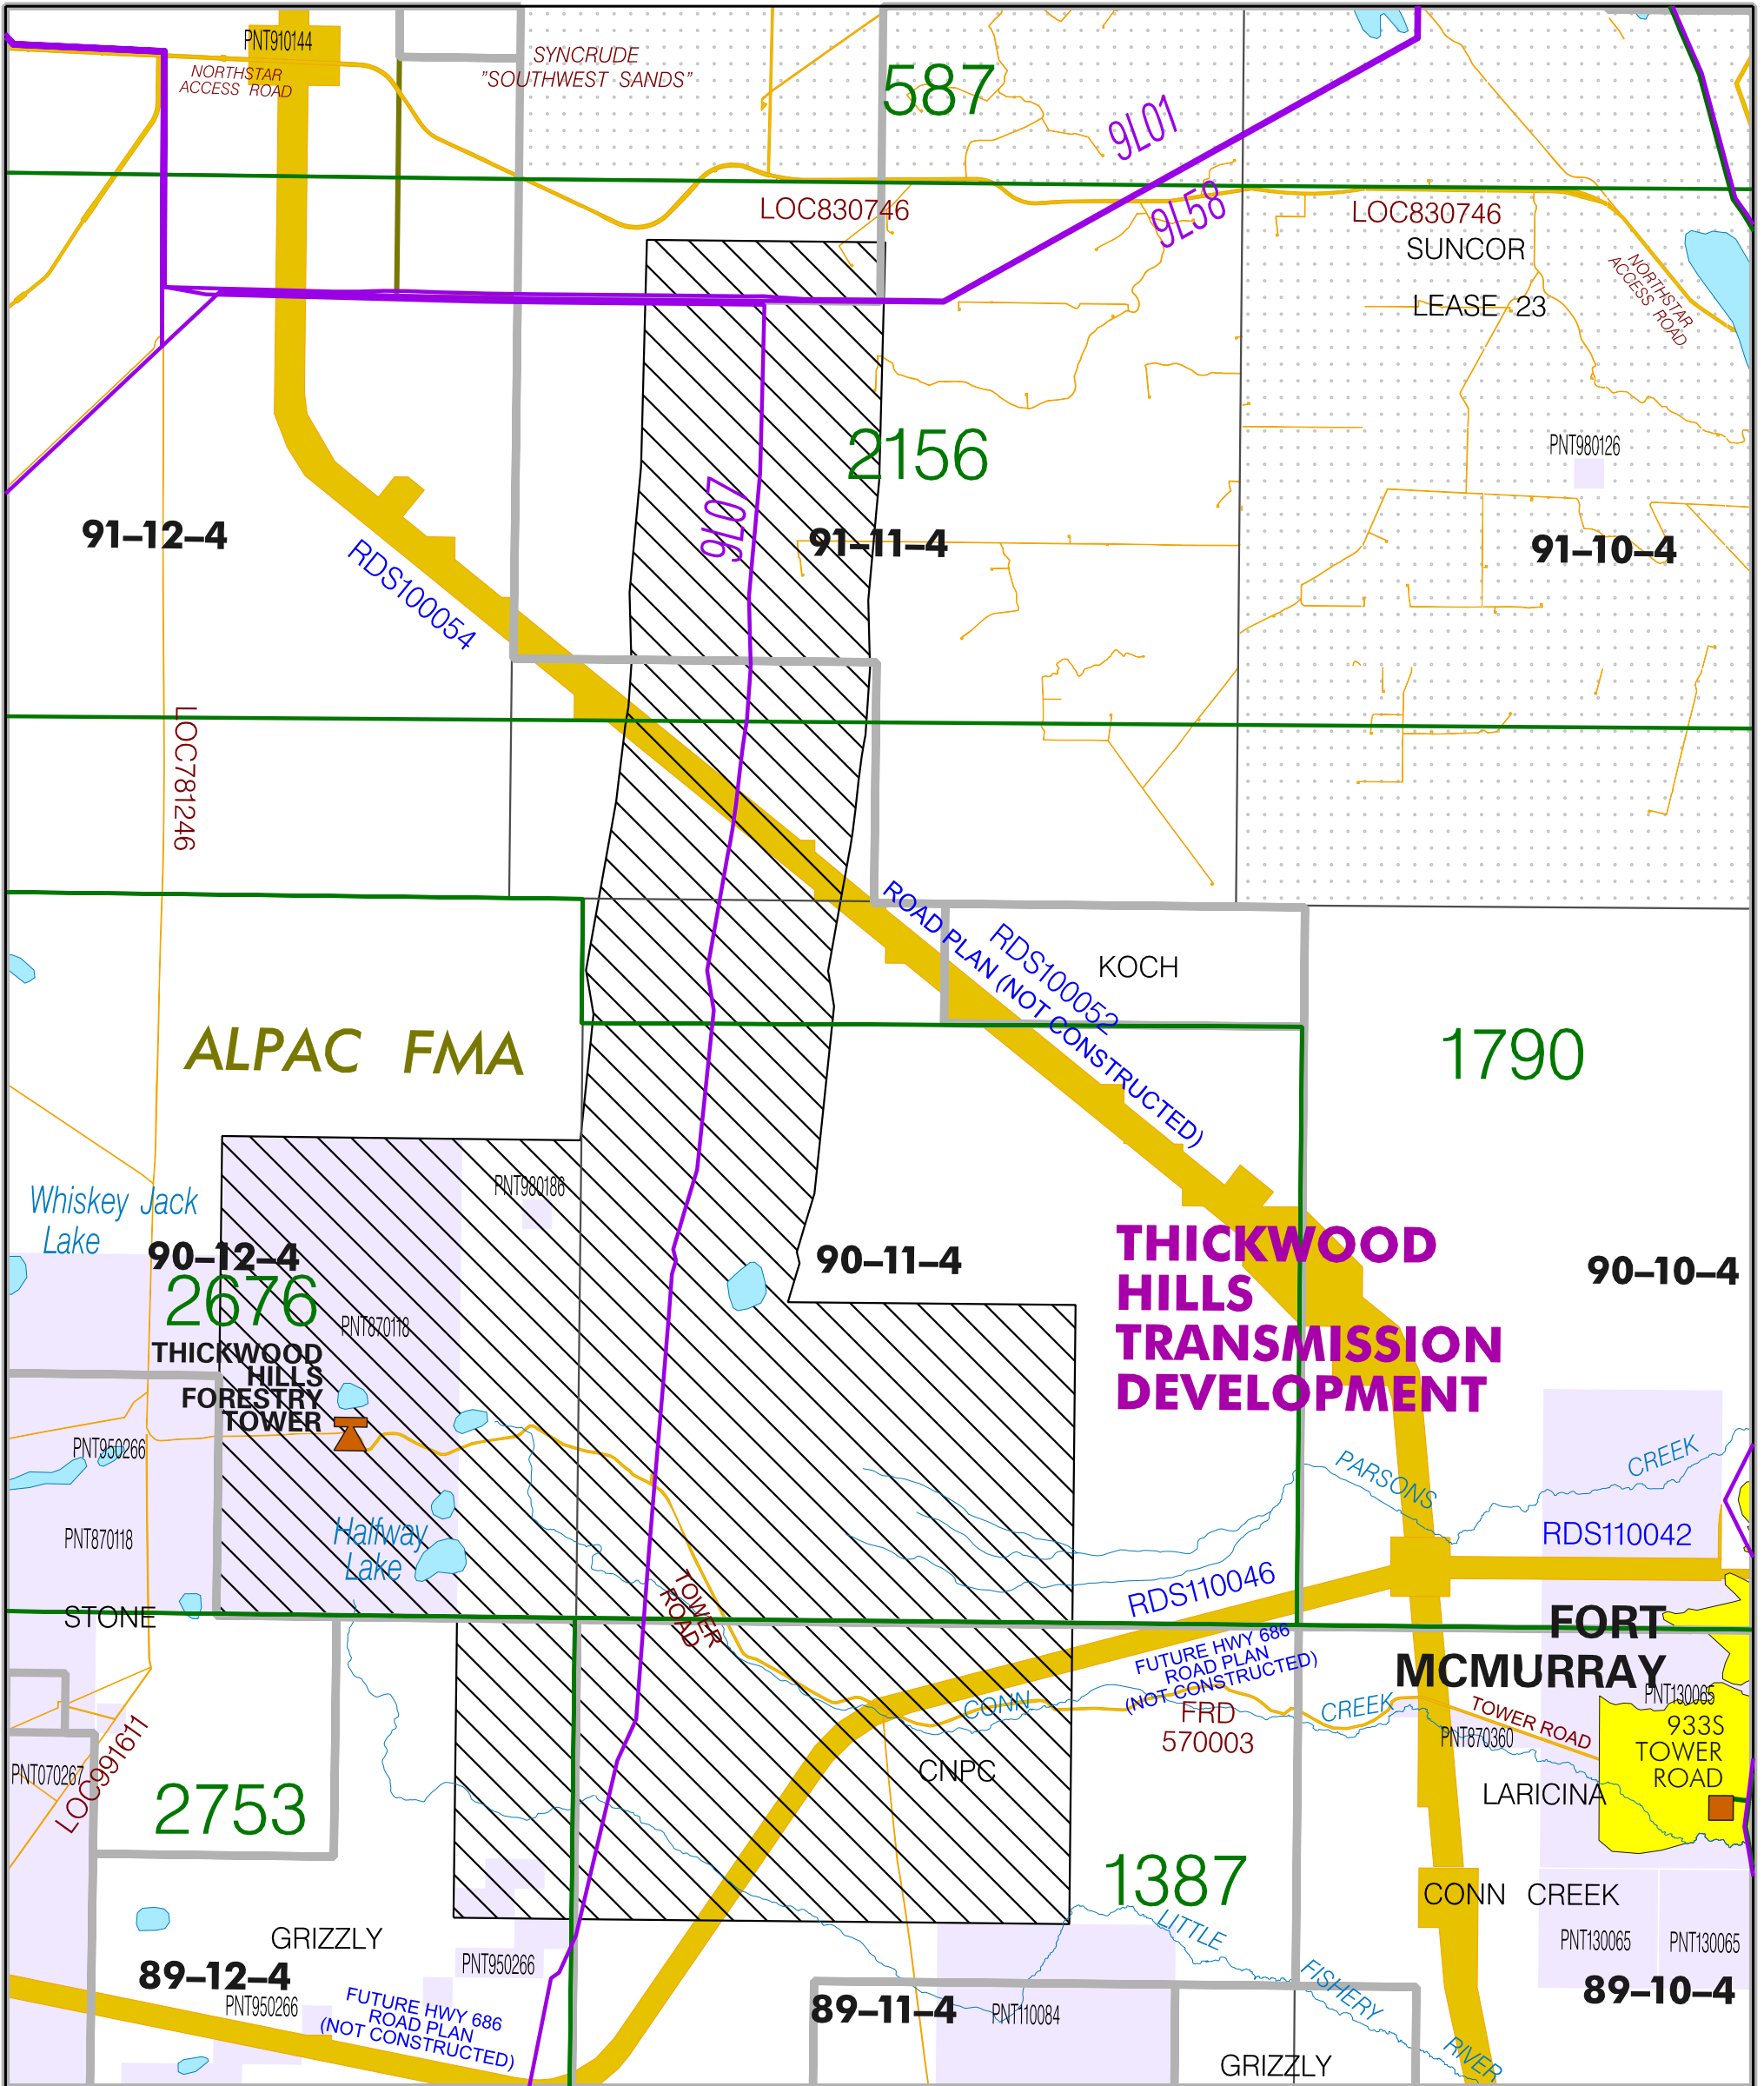 PNT910144
NORTHSTAR
ACCESS ROAD
SYNCRUDE
"SOUTHWEST SANDS"
587
9L01
9L58
LOC830746
LOC830746
SUNCOR
LEASE 23
NORTHSTAR
ACCESS ROAD
2156
PNT980126
9L07
91–12–4
91–11–4
91–10–4
RDS100054
LOC781246
ROAD PLAN (NOT CONSTRUCTED)
RDS100052
KOCH
ALPAC FMA
1790
Whiskey Jack
Lake
PNT980186
90–12–4
2676
90–11–4
90–10–4
THICKWOOD
HILLS
TRANSMISSION
DEVELOPMENT
PNT870118
THICKWOOD
HILLS
FORESTRY
TOWER
PNT950266
PARSONS
CREEK
PNT870118
Halfway
Lake
RDS110042
RDS110046
TOWER
ROAD
STONE
FORT
MCMURRAY
FUTURE HWY 686
ROAD PLAN
(NOT CONSTRUCTED)
CONN
CREEK
FRD
570003
PNT130065
TOWER ROAD
PNT870360
933S
TOWER
ROAD
LOC991611
PNT070267
CNPC
LARICINA
2753
1387
CONN CREEK
LITTLE
FISHERY
RIVER
GRIZZLY
PNT950266
PNT130065
PNT130065
89–12–4
PNT950266
FUTURE HWY 686
ROAD PLAN
(NOT CONSTRUCTED)
89–11–4
PNT110084
89–10–4
GRIZZLY